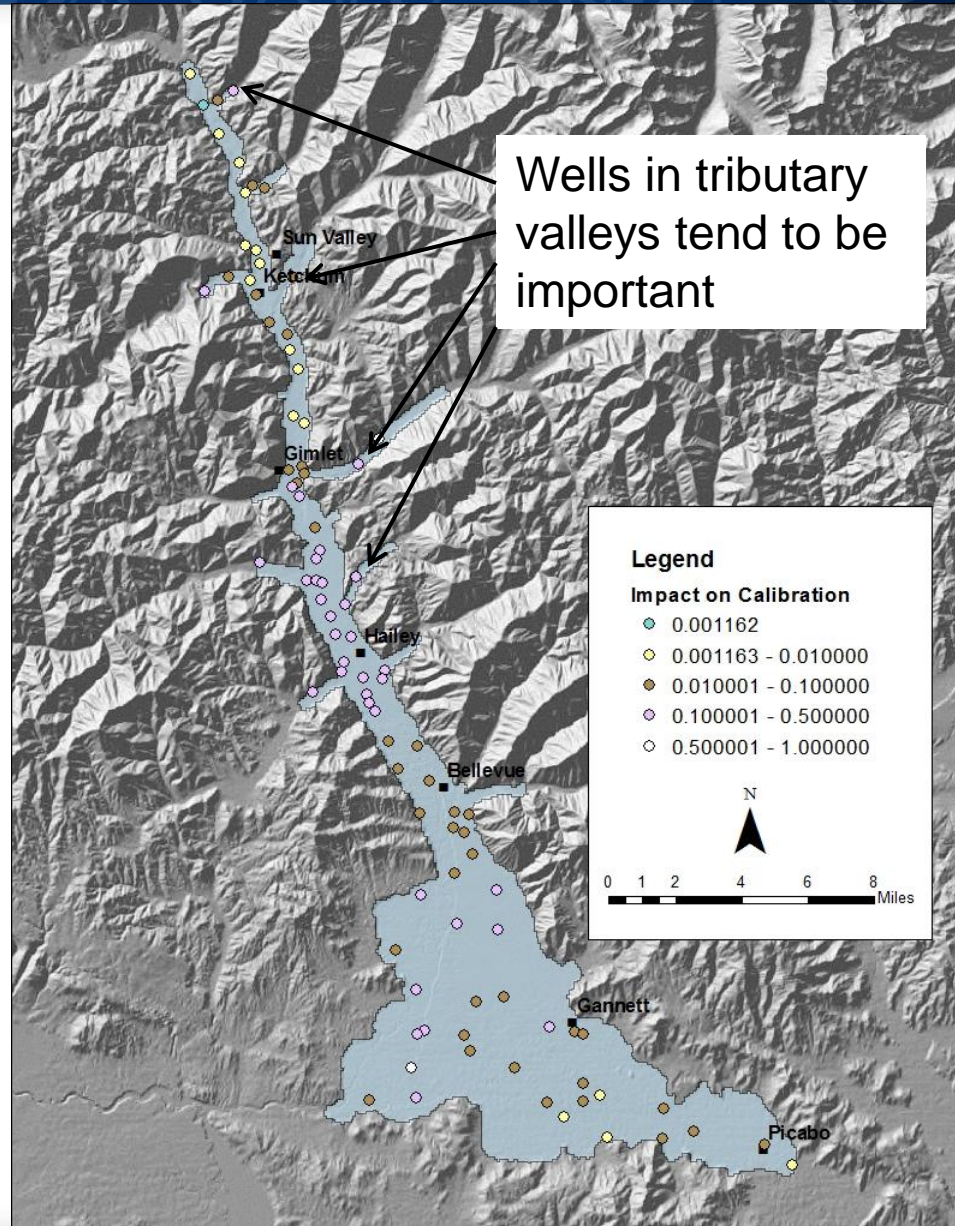 Wells in tributary
valleys tend to be
important
Sun Valley
Ketchum
Gimlet
Hailey
Bellevue
Gannett
Picabo
Legend
Impact on Calibration
0.001162
0.001163 - 0.010000
0.010001 - 0.100000
0.100001 - 0.500000
0.500001 - 1.000000
N
0 1 2 4 6 8
Miles